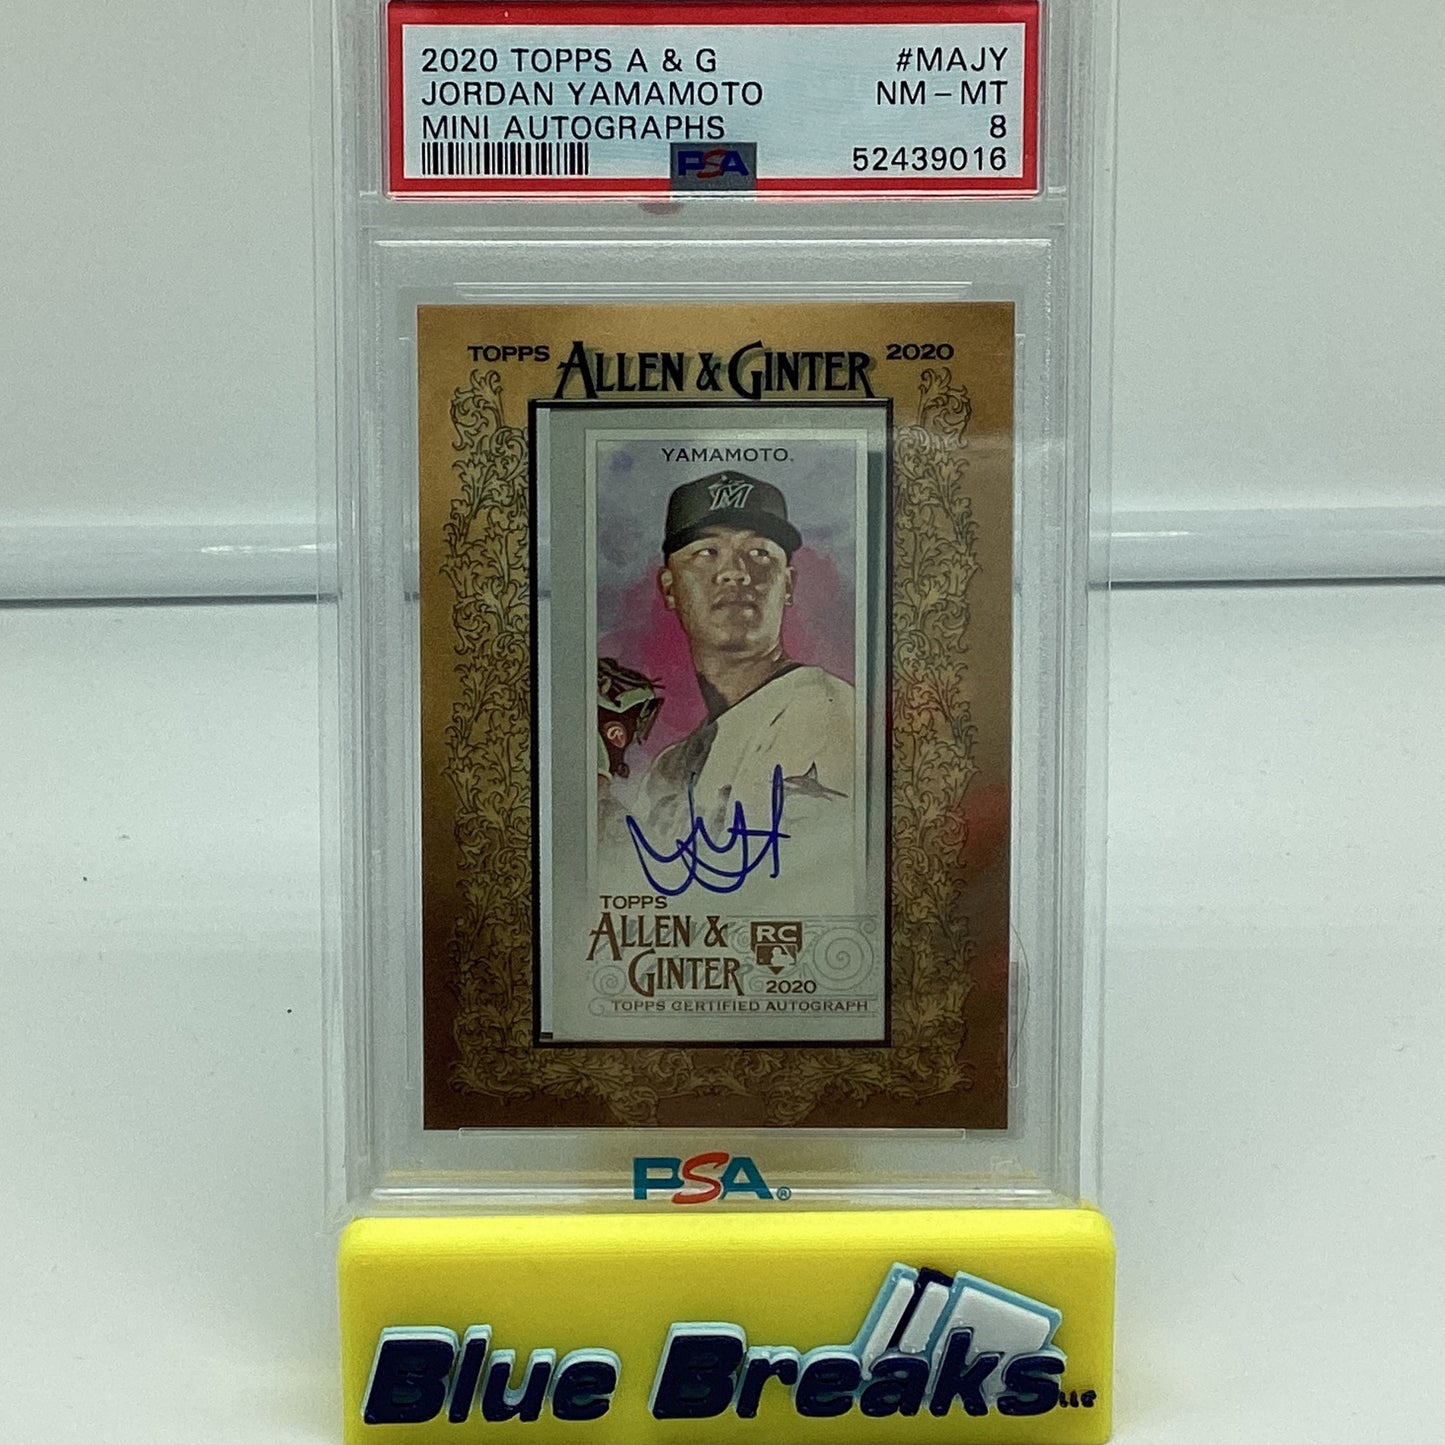 2020 TOPPS A & G #MAJY
JORDAN YAMAMOTO NM - MT
MINI AUTOGRAPHS 8
PSA 52439016
TOPPS ALLEN & GINTER 2020
YAMAMOTO.
M
TOPPS
ALLEN &
GINTER
RC
2020
TOPPS CERTIFIED AUTOGRAPH
PSA®
Blue Breaks LLC